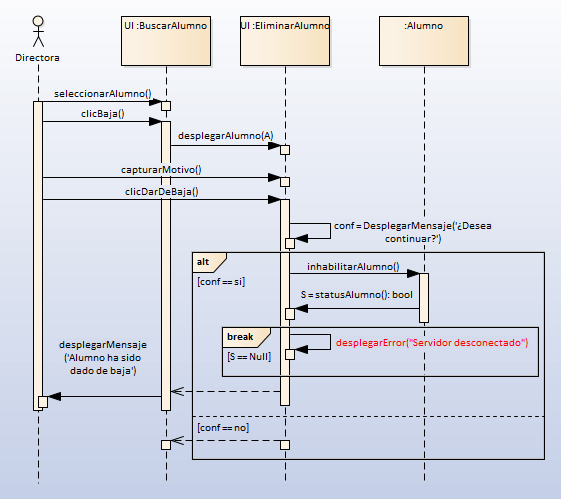 UI :BuscarAlumno
UI :EliminarAlumno
:Alumno
Directora
seleccionarAlumno()
clicBaja()
desplegarAlumno(A)
capturarMotivo()
clicDarDeBaja()
conf = DesplegarMensaje('¿Desea
continuar?')
alt
[conf == si]
inhabilitarAlumno()
S = statusAlumno(): bool
break
[S == Null]
desplegarError("Servidor desconectado")
desplegarMensaje
('Alumno ha sido
dado de baja')
[conf == no]